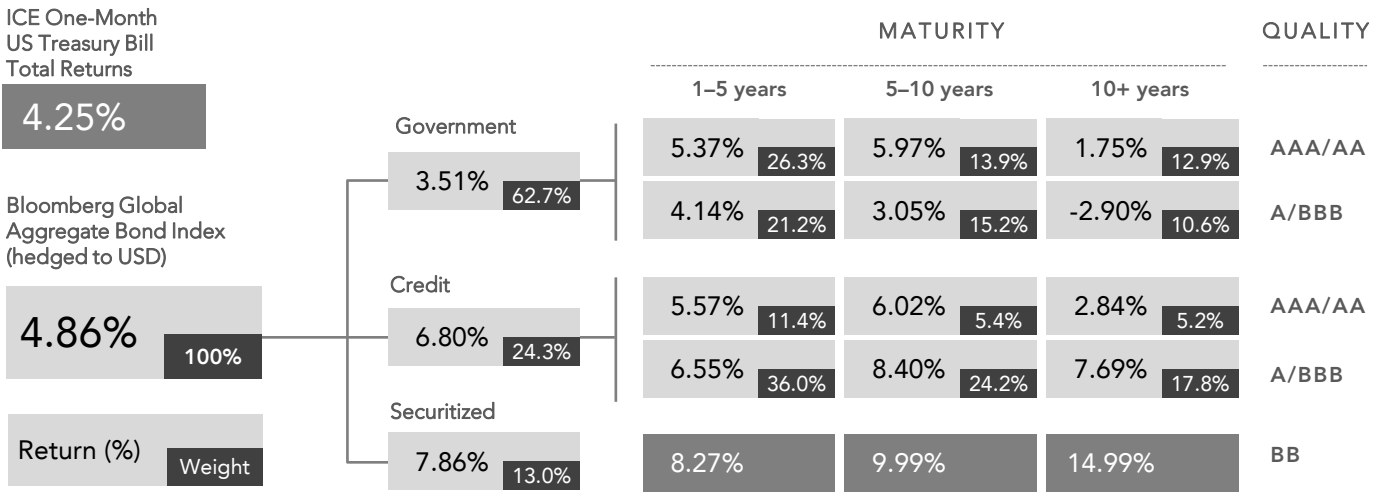 ICE One-Month
US Treasury Bill
Total Returns
4.25%
Bloomberg Global
Aggregate Bond Index
(hedged to USD)
4.86%
100%
Return (%)
Weight
Government
3.51%
62.7%
Credit
6.80%
24.3%
Securitized
7.86%
13.0%
MATURITY
QUALITY
1–5 years
5–10 years
10+ years
5.37%
26.3%
5.97%
13.9%
1.75%
12.9%
AAA/AA
4.14%
21.2%
3.05%
15.2%
-2.90%
10.6%
A/BBB
5.57%
11.4%
6.02%
5.4%
2.84%
5.2%
AAA/AA
6.55%
36.0%
8.40%
24.2%
7.69%
17.8%
A/BBB
8.27%
9.99%
14.99%
BB